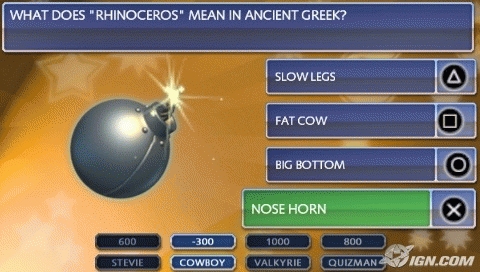 WHAT DOES "RHINOCEROS" MEAN IN ANCIENT GREEK?
SLOW LEGS
FAT COW
BIG BOTTOM
NOSE HORN
600 -300 1000 800
STEVIE COWBOY VALKYRIE QUIZMAN
IGN.COM